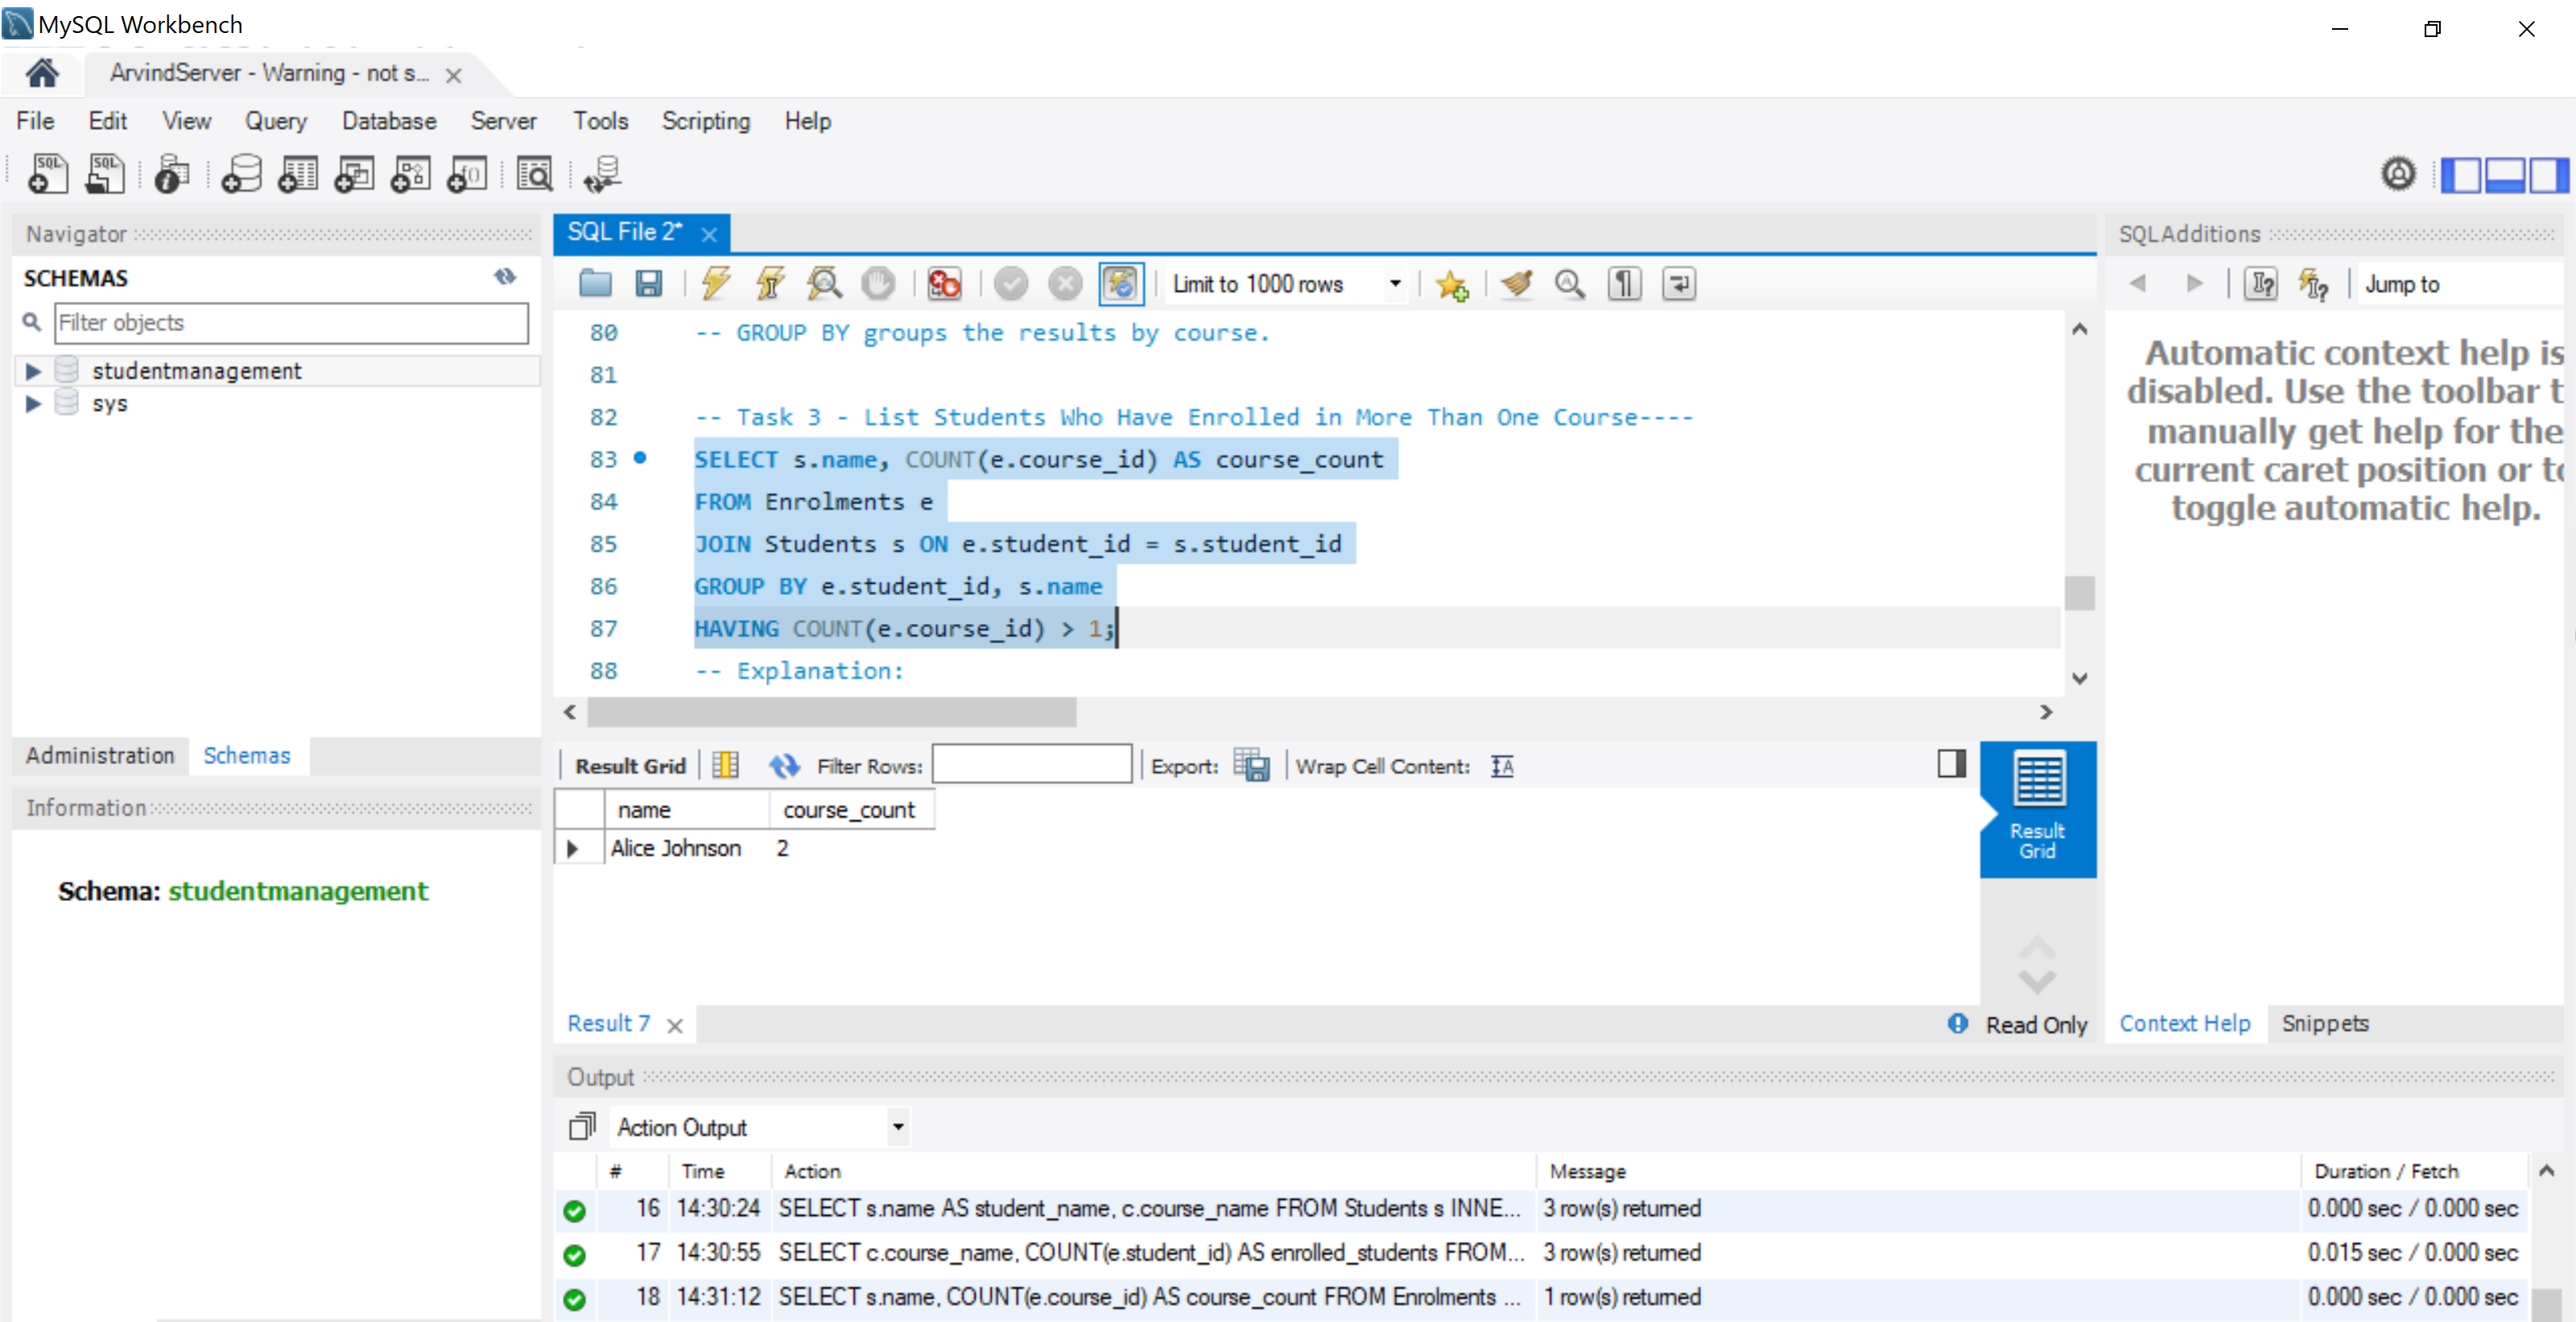 MySQL Workbench
ArvindServer - Warning - not s...
File Edit View Query Database Server Tools Scripting Help
Navigator
SCHEMAS
Filter objects
studentmanagement
sys
Administration Schemas
Information
Schema: studentmanagement
SQL File 2*
Limit to 1000 rows
80 -- GROUP BY groups the results by course.
81
82 -- Task 3 - List Students Who Have Enrolled in More Than One Course----
83 SELECT s.name, COUNT(e.course_id) AS course_count
84 FROM Enrolments e
85 JOIN Students s ON e.student_id = s.student_id
86 GROUP BY e.student_id, s.name
87 HAVING COUNT(e.course_id) > 1;
88 -- Explanation:
Result Grid Filter Rows: Export: Wrap Cell Content:
name course_count
Alice Johnson 2
Result Grid
Result 7
Read Only
SQLAdditions
Jump to
Automatic context help is
disabled. Use the toolbar t
manually get help for the
current caret position or to
toggle automatic help.
Context Help Snippets
Output
Action Output
# Time Action Message Duration / Fetch
16 14:30:24 SELECT s.name AS student_name, c.course_name FROM Students s INNE... 3 row(s) returned 0.000 sec / 0.000 sec
17 14:30:55 SELECT c.course_name, COUNT(e.student_id) AS enrolled_students FROM... 3 row(s) returned 0.015 sec / 0.000 sec
18 14:31:12 SELECT s.name, COUNT(e.course_id) AS course_count FROM Enrolments ... 1 row(s) returned 0.000 sec / 0.000 sec